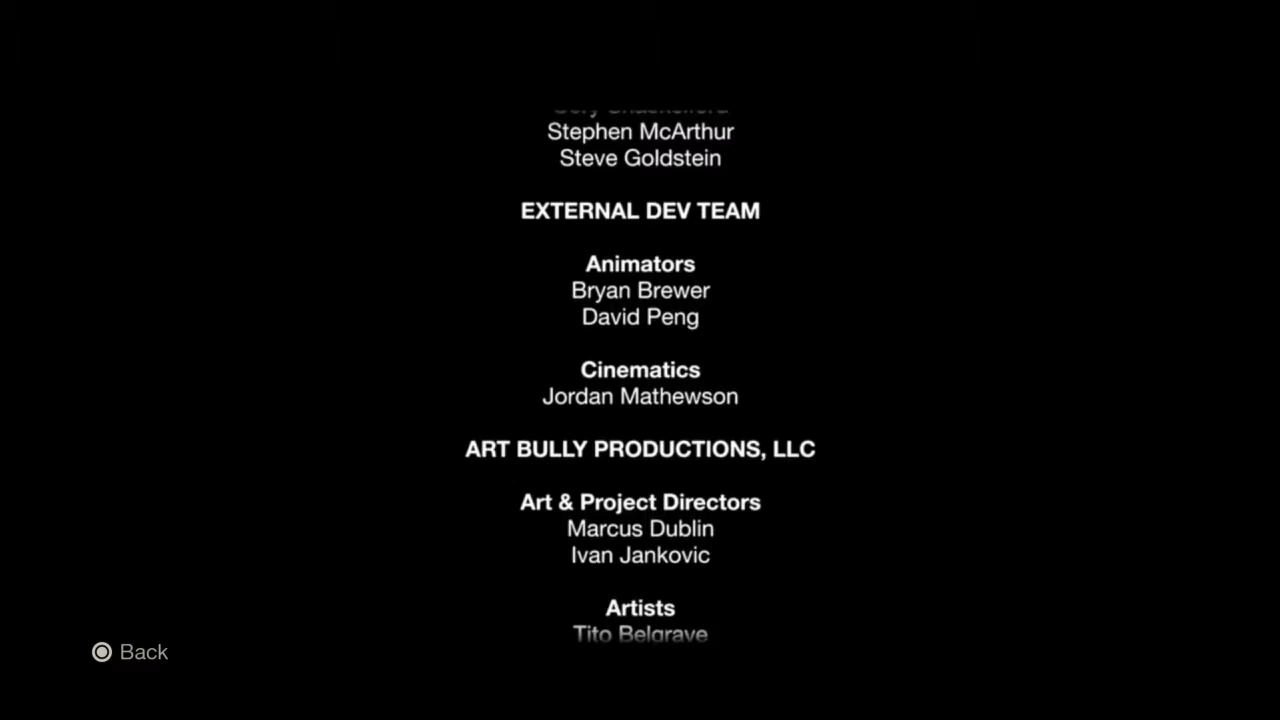 Stephen McArthur
Steve Goldstein
EXTERNAL DEV TEAM
Animators
Bryan Brewer
David Peng
Cinematics
Jordan Mathewson
ART BULLY PRODUCTIONS, LLC
Art & Project Directors
Marcus Dublin
Ivan Jankovic
Artists
Tito Belgrave
Back